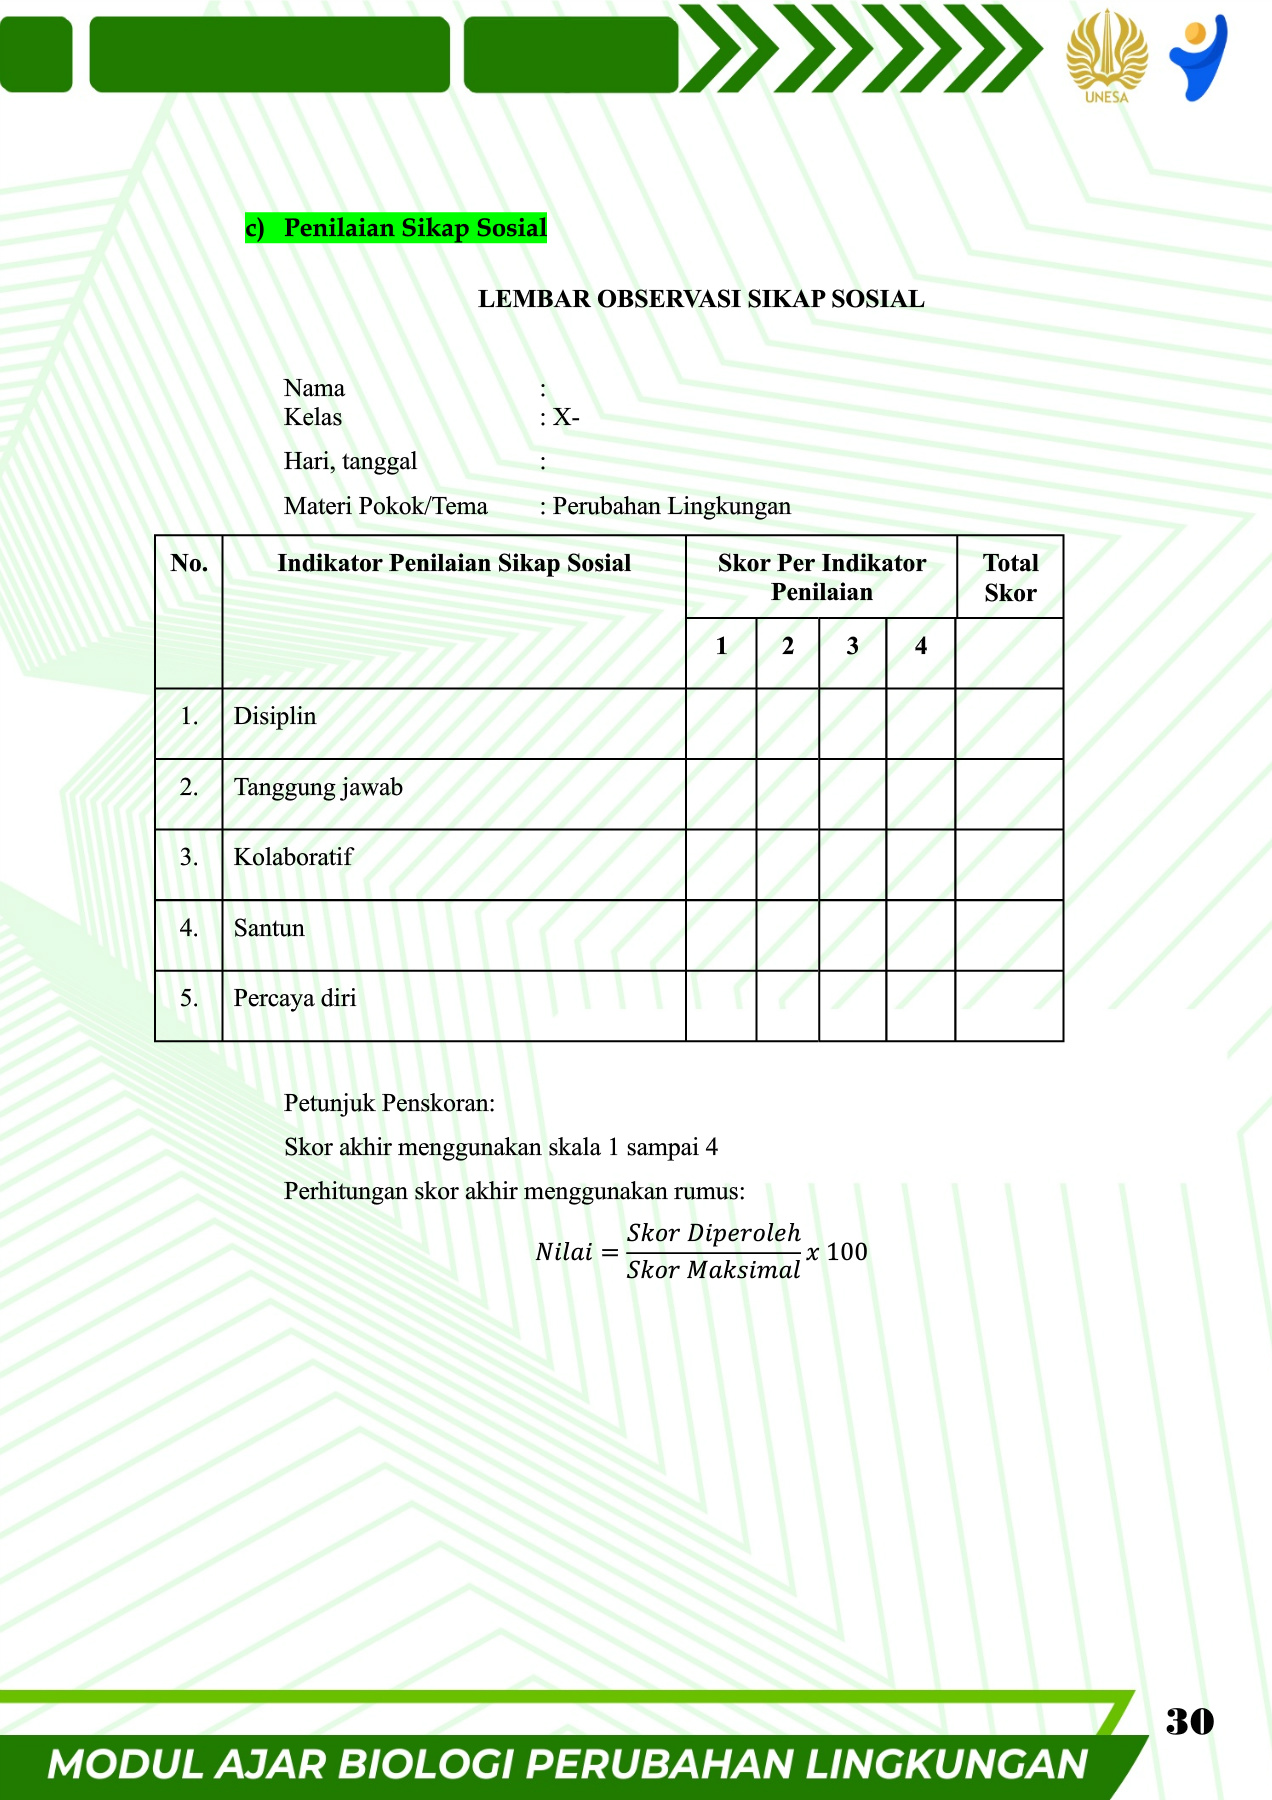 UNESA
c) Penilaian Sikap Sosial
LEMBAR OBSERVASI SIKAP SOSIAL
Nama :
Kelas : X-
Hari, tanggal :
Materi Pokok/Tema : Perubahan Lingkungan
No. Indikator Penilaian Sikap Sosial Skor Per Indikator Penilaian Total Skor
1 2 3 4
1. Disiplin
2. Tanggung jawab
3. Kolaboratif
4. Santun
5. Percaya diri
Petunjuk Penskoran:
Skor akhir menggunakan skala 1 sampai 4
Perhitungan skor akhir menggunakan rumus:
Nilai = Skor Diperoleh / Skor Maksimal x 100
30
MODUL AJAR BIOLOGI PERUBAHAN LINGKUNGAN